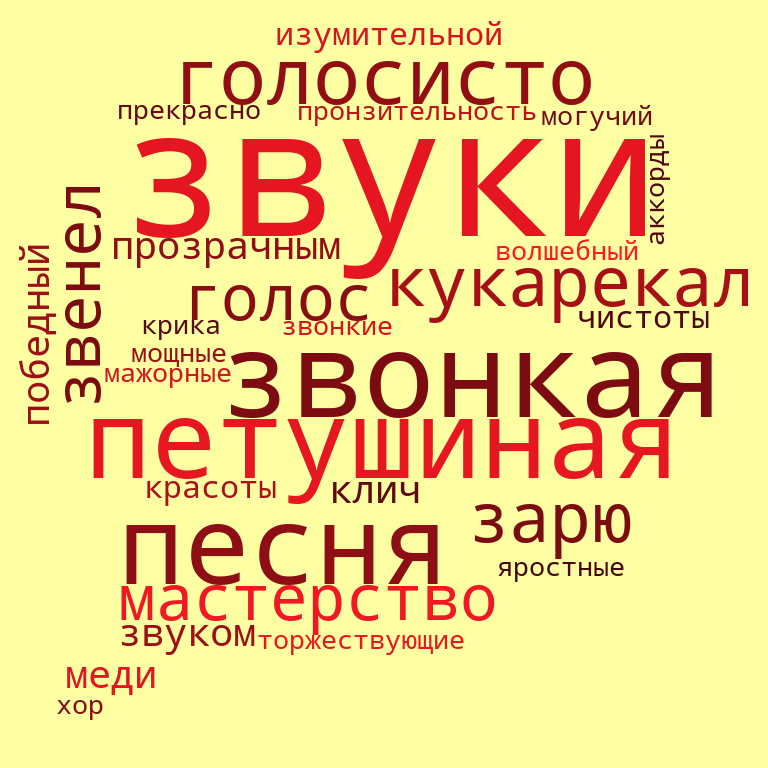 изумительной
голосисто
прекрасно
пронзительность
могучий
звуки
аккорды
звенел
прозрачным
волшебный
победный
голос
кукарекал
крика
звонкие
чистоты
мощные
мажорные
звонкая
петушиная
красоты
клич
зарю
песня
яростные
мастерство
звуком
торжествующие
меди
хор